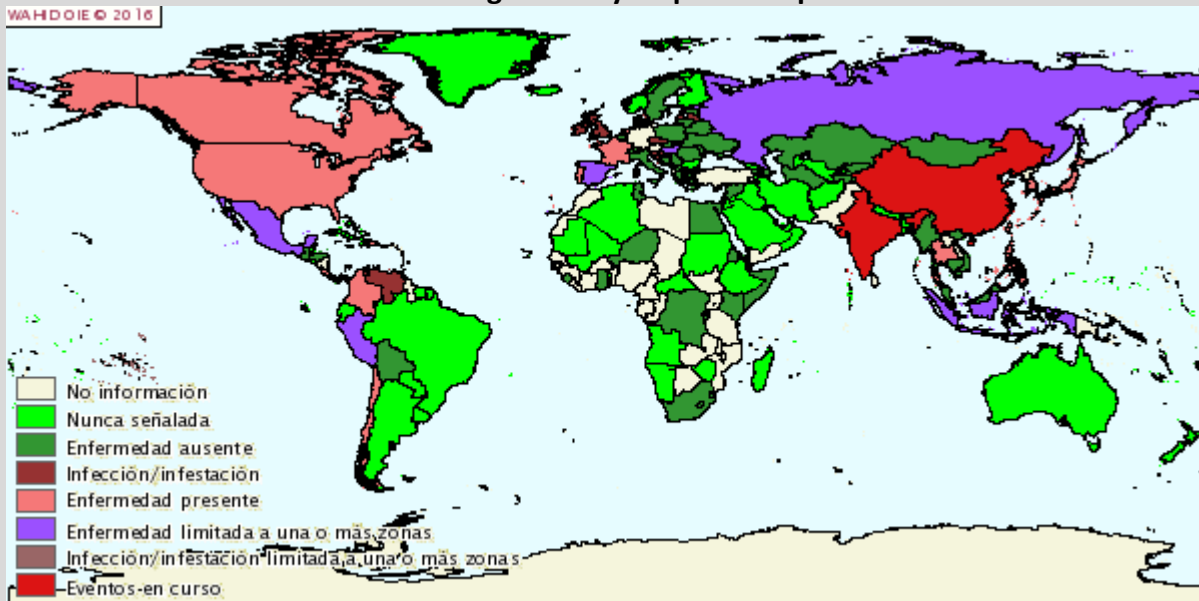 WAHDOIE© 2016
No información
Nunca señalada
Enfermedad ausente
Infección/infestación
Enfermedad presente
Enfermedad limitada a una o más zonas
Infección/infestación limitada a una o más zonas
Eventos en curso